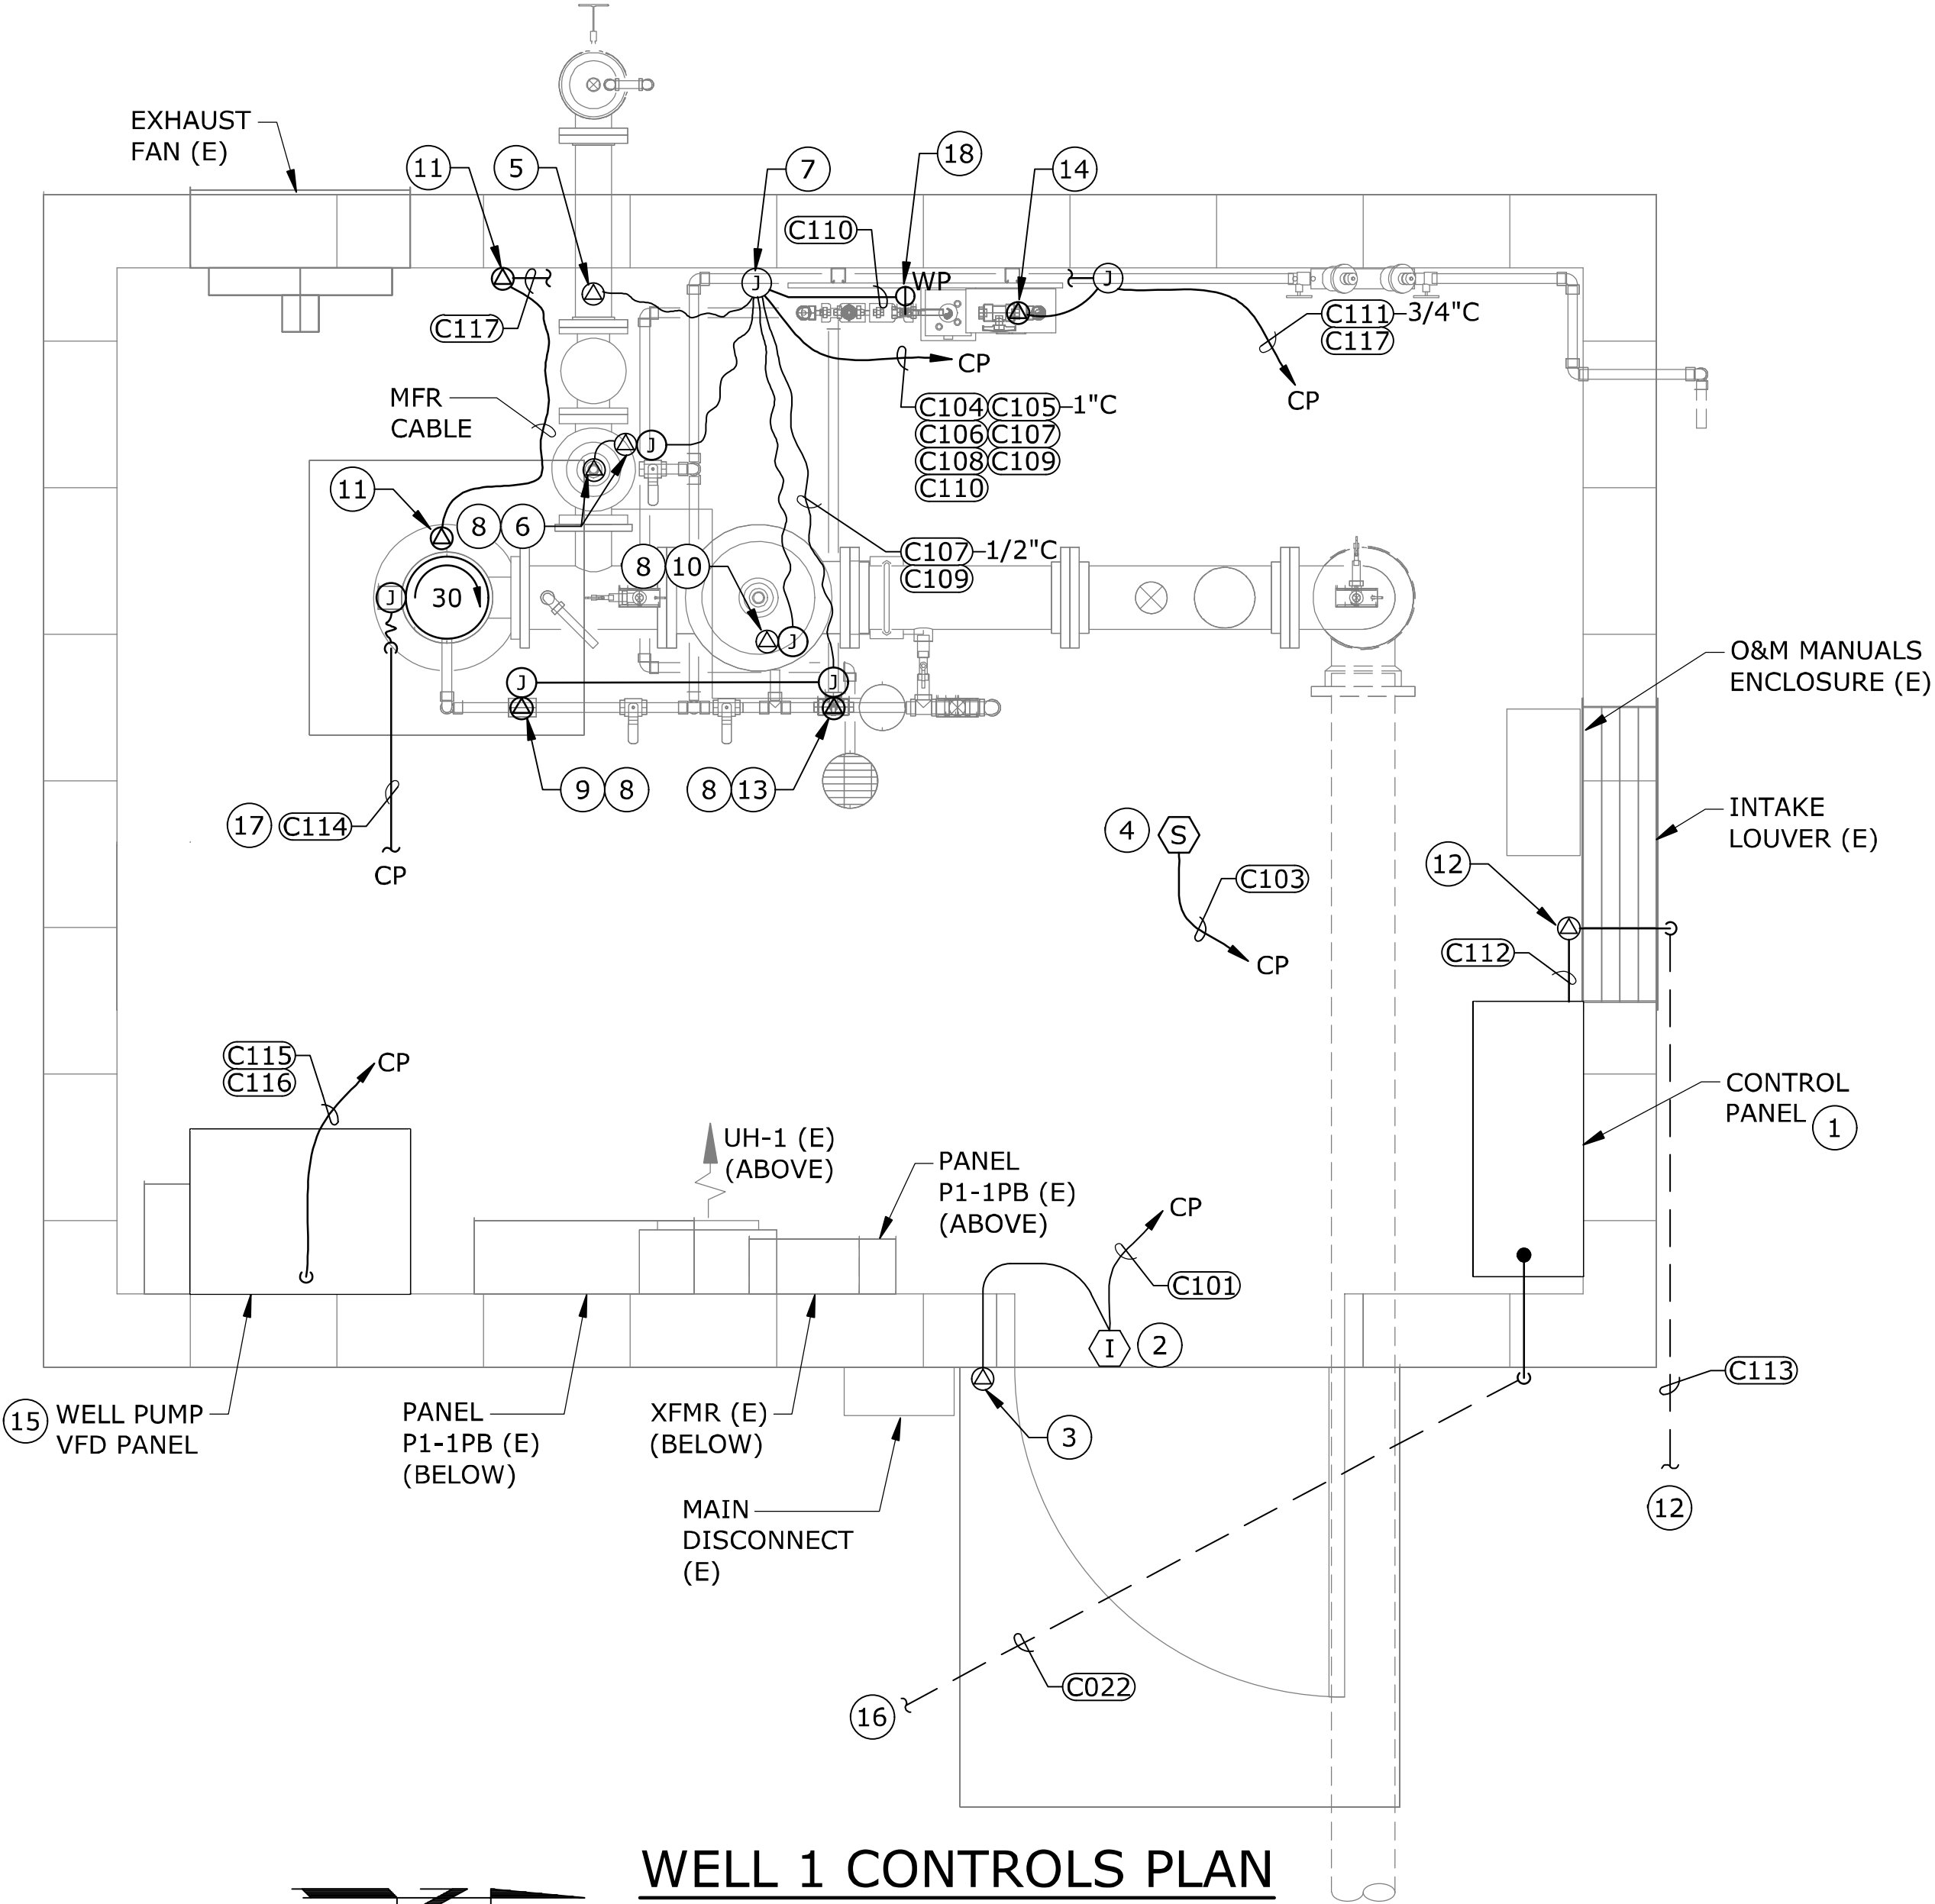 EXHAUST
FAN (E)
11
5
7
18
14
C110
J
WP
J
C117
C111 3/4"C
C117
CP
CP
MFR
CABLE
C104 C105 1"C
C106 C107
C108 C109
C110
J
11
8 6
C107 1/2"C
C109
8 10
J
30
J
J
J
O&M MANUALS
ENCLOSURE (E)
9 8
8 13
17 C114
CP
4 S
INTAKE
LOUVER (E)
12
C103
CP
C112
C115
C116
CP
CONTROL
PANEL 1
UH-1 (E)
(ABOVE)
PANEL
P1-1PB (E)
(ABOVE)
CP
C101
I 2
C113
15 WELL PUMP
VFD PANEL
PANEL
P1-1PB (E)
(BELOW)
XFMR (E)
(BELOW)
3
MAIN
DISCONNECT
(E)
12
C022
16
WELL 1 CONTROLS PLAN